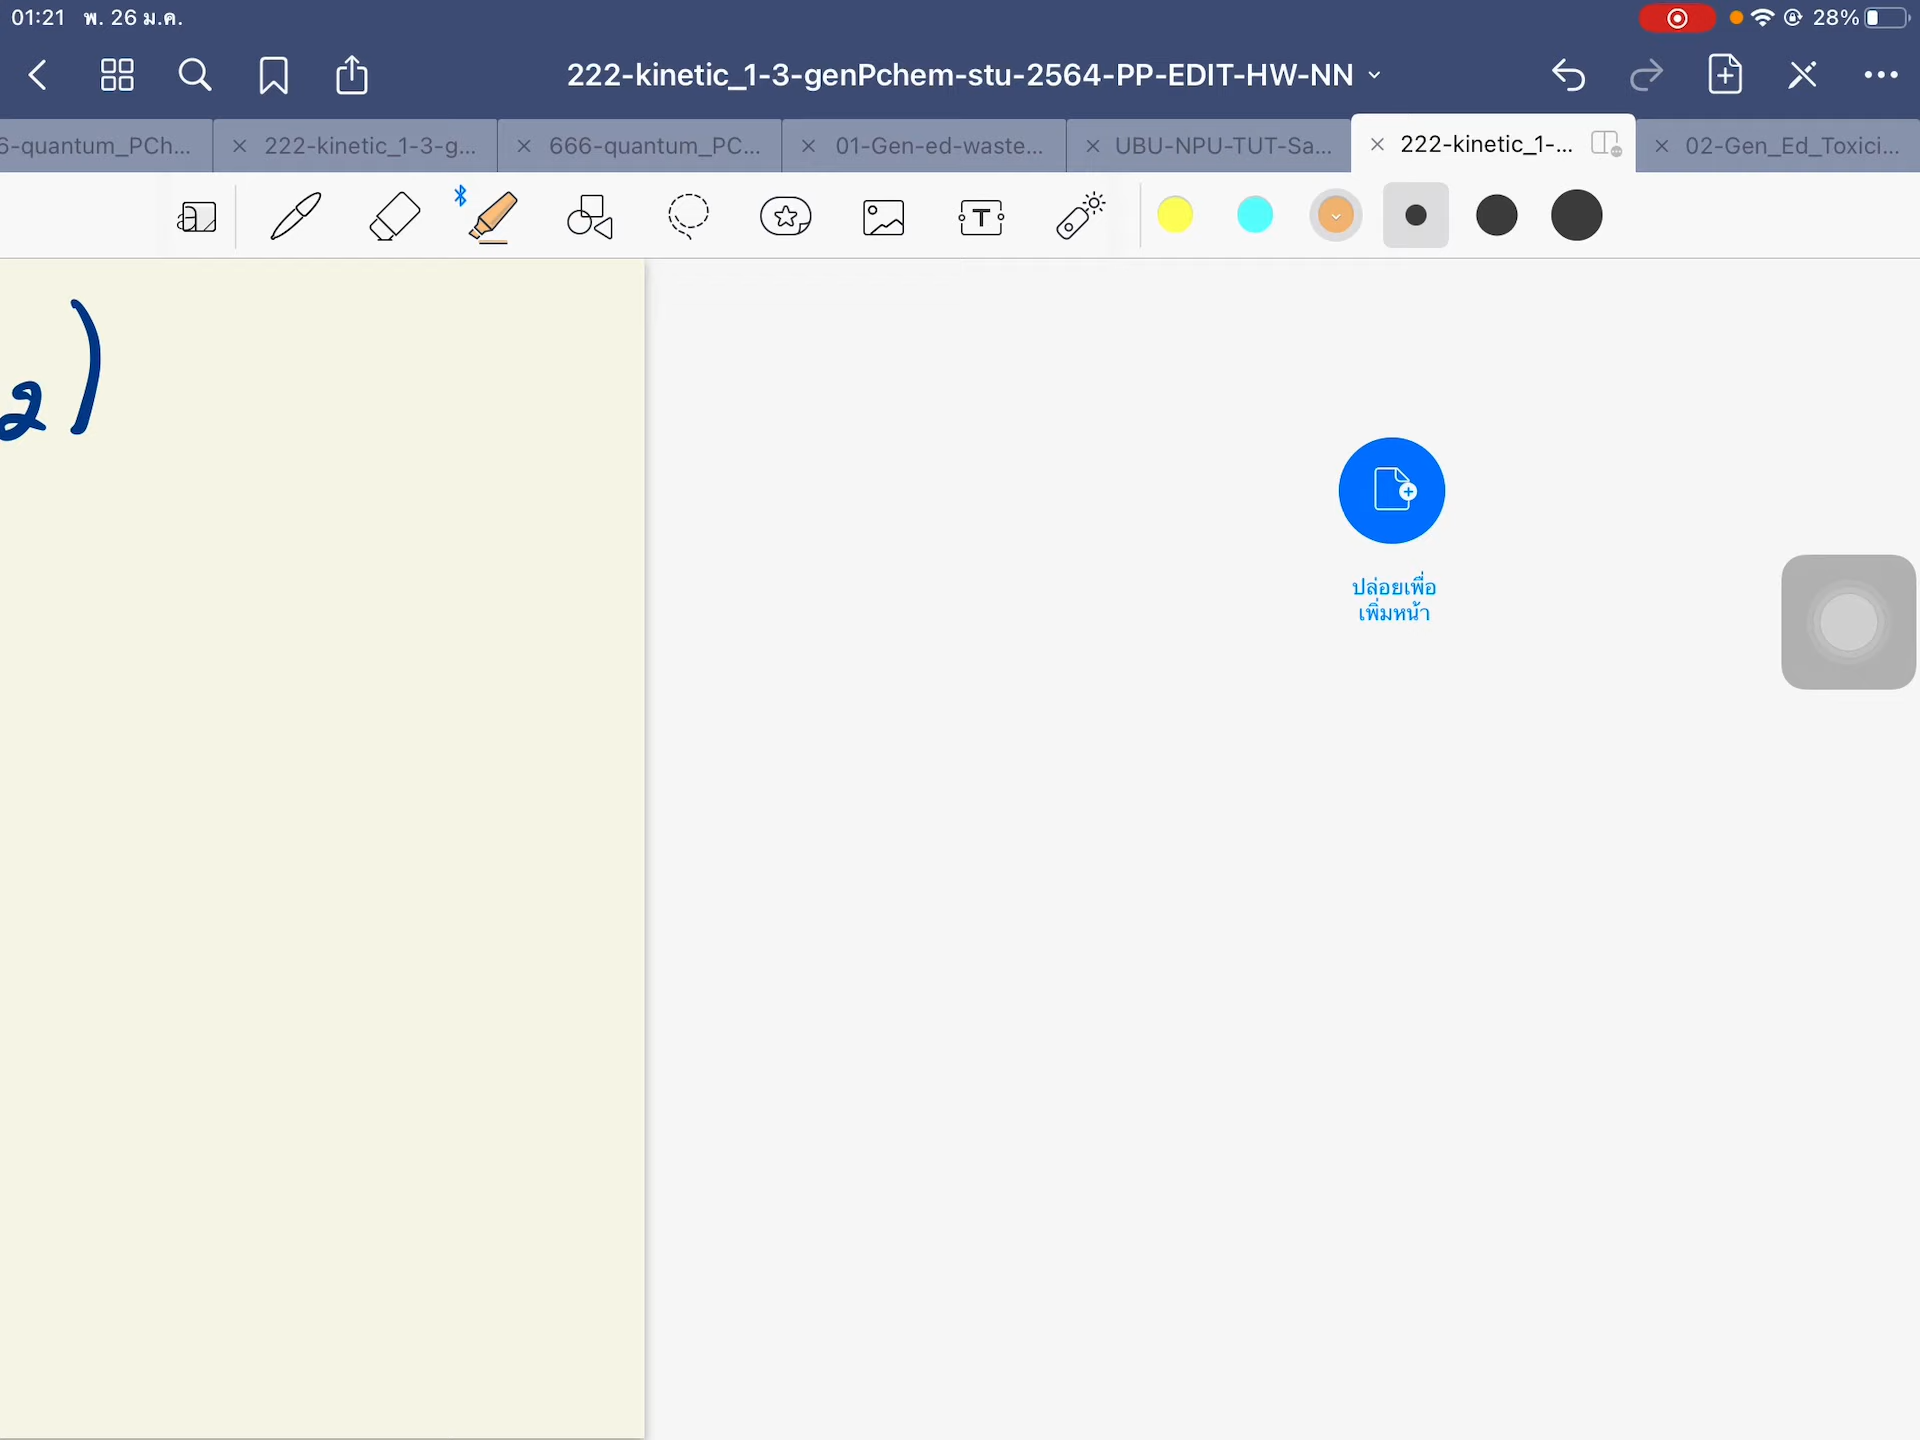 01:21 พ. 26 ม.ค. 28%
222-kinetic_1-3-genPchem-stu-2564-PP-EDIT-HW-NN
6-quantum_PCh... 222-kinetic_1-3-g... 666-quantum_PC... 01-Gen-ed-waste... UBU-NPU-TUT-Sa... 222-kinetic_1-... 02-Gen_Ed_Toxici...
2)
ปล่อยเพื่อ
เพิ่มหน้า